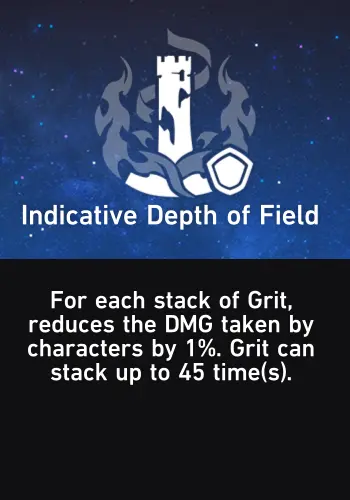 Indicative Depth of Field
For each stack of Grit,
reduces the DMG taken by
characters by 1%. Grit can
stack up to 45 time(s).